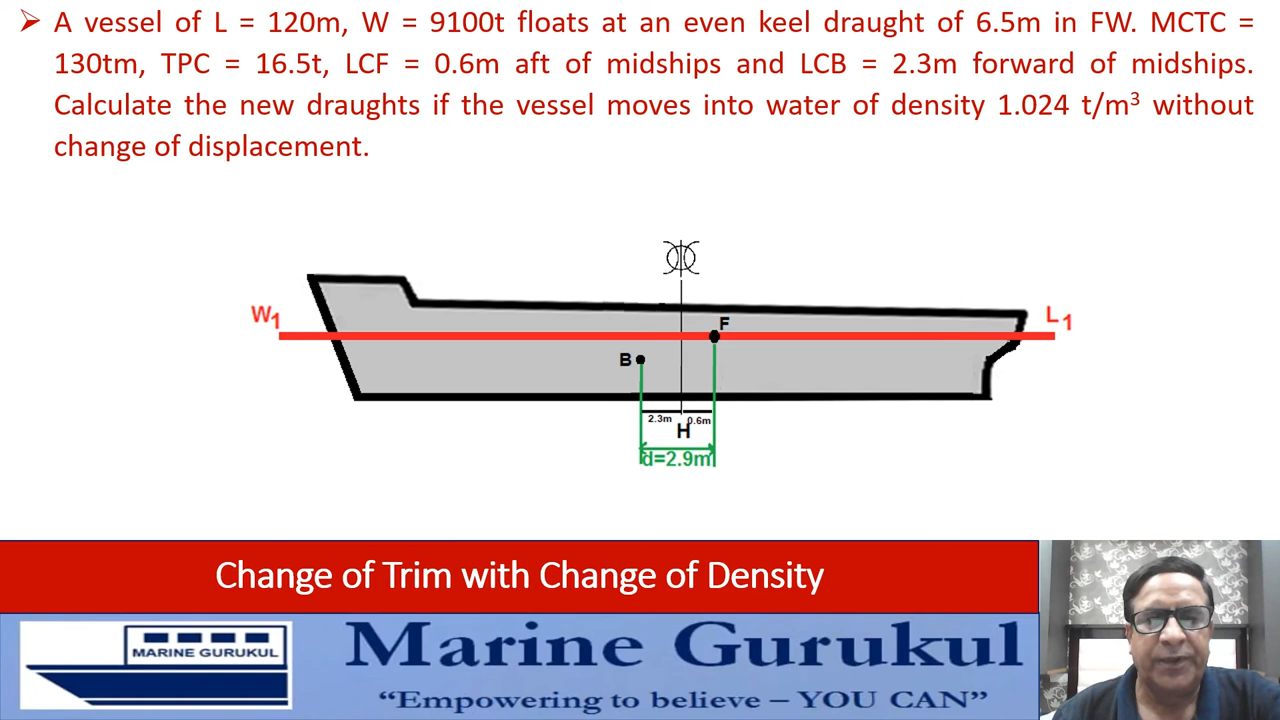 ➢ A vessel of L = 120m, W = 9100t floats at an even keel draught of 6.5m in FW. MCTC =
130tm, TPC = 16.5t, LCF = 0.6m aft of midships and LCB = 2.3m forward of midships.
Calculate the new draughts if the vessel moves into water of density 1.024 t/m³ without
change of displacement.
W1
L1
F
B
2.3m
0.6m
H
d=2.9m
Change of Trim with Change of Density
MARINE GURUKUL
Marine Gurukul
“Empowering to believe – YOU CAN”